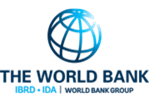 THE WORLD BANK
IBRD • IDA | WORLD BANK GROUP